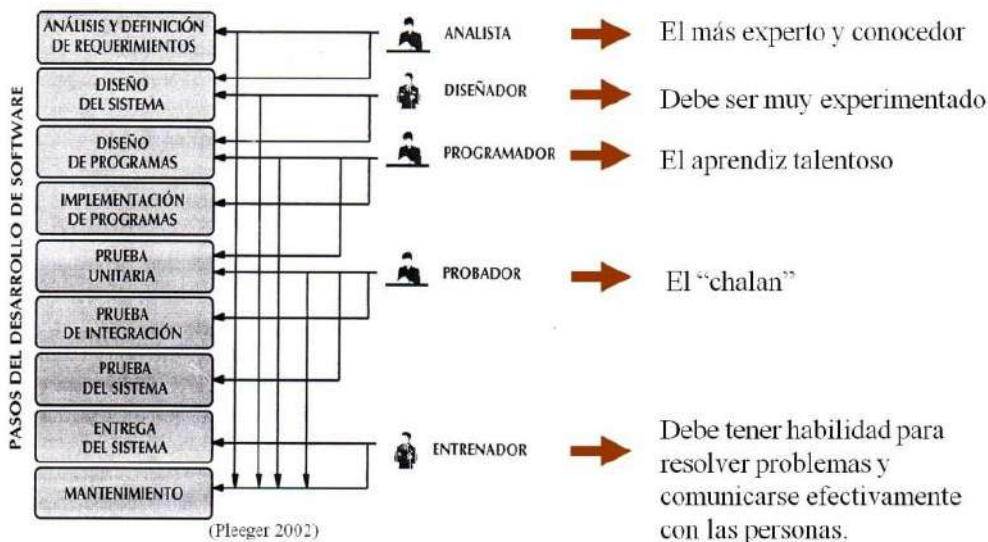 PASOS DEL DESARROLLO DE SOFTWARE
ANÁLISIS Y DEFINICIÓN
DE REQUERIMIENTOS
DISEÑO
DEL SISTEMA
DISEÑO
DE PROGRAMAS
IMPLEMENTACIÓN
DE PROGRAMAS
PRUEBA
UNITARIA
PRUEBA
DE INTEGRACIÓN
PRUEBA
DEL SISTEMA
ENTREGA
DEL SISTEMA
MANTENIMIENTO
(Pleeger 2002)
ANALISTA
El más experto y conocedor
DISEÑADOR
Debe ser muy experimentado
PROGRAMADOR
El aprendiz talentoso
PROBADOR
El “chalan”
ENTRENADOR
Debe tener habilidad para
resolver problemas y
comunicarse efectivamente
con las personas.